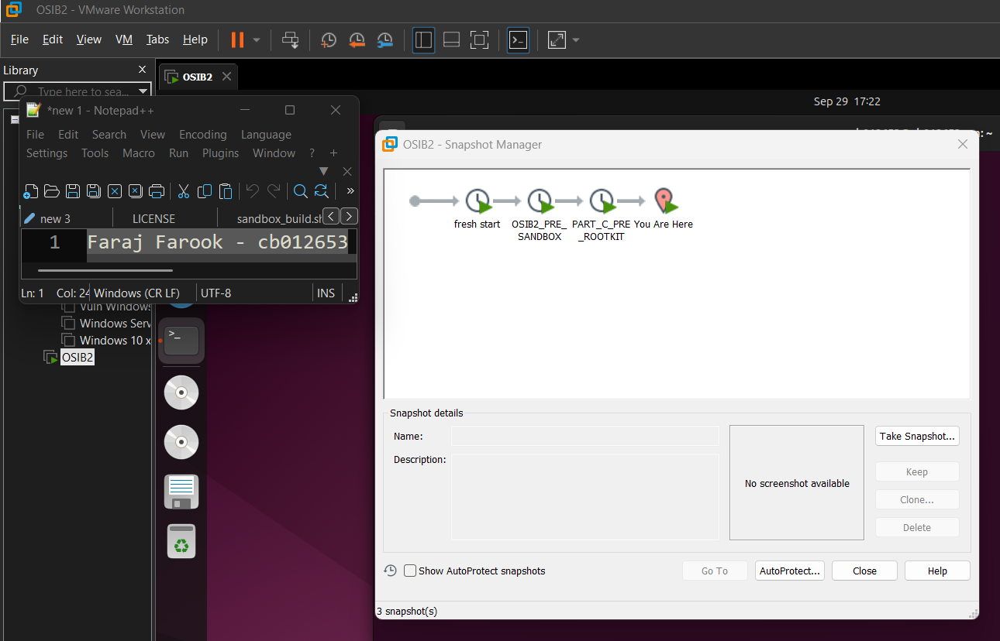 OSIB2 - VMware Workstation
File Edit View VM Tabs Help
Library
Type here to sea...
OSIB2
Sep 29 17:22
*new 1 - Notepad++
File Edit Search View Encoding Language
Settings Tools Macro Run Plugins Window ? +
new 3 LICENSE sandbox_build.sh
1 Faraj Farook - cb012653
Ln: 1 Col: 24 Windows (CR LF) UTF-8 INS
Vuln Windows
Windows Serv
Windows 10 x
OSIB2
OSIB2 - Snapshot Manager
fresh start
OSIB2_PRE_
SANDBOX
PART_C_PRE
_ROOTKIT
You Are Here
Snapshot details
Name:
Description:
No screenshot available
Take Snapshot...
Keep
Clone...
Delete
Show AutoProtect snapshots
Go To
AutoProtect...
Close
Help
3 snapshot(s)